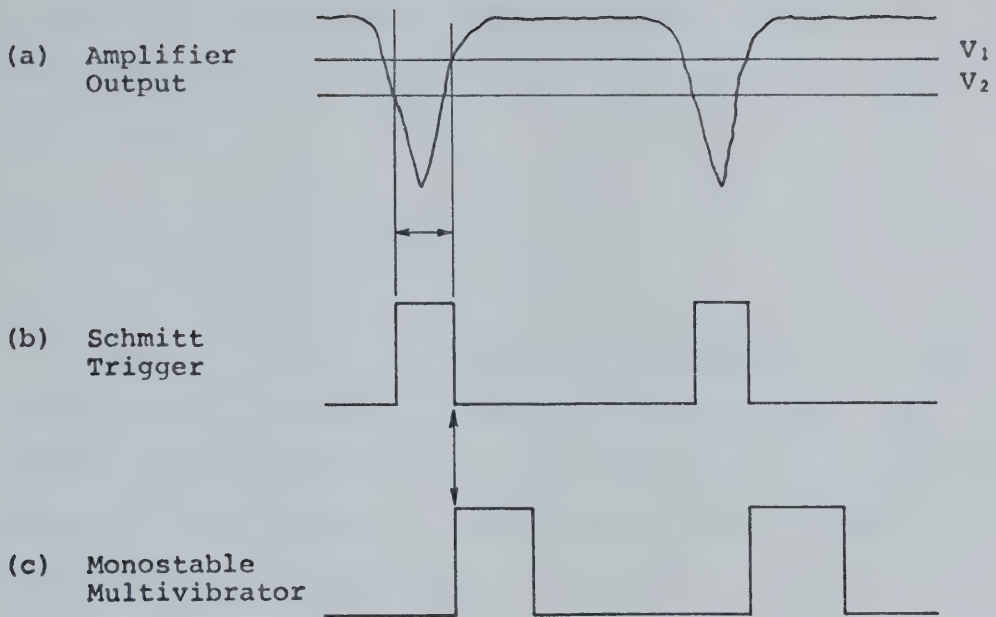 (a) Amplifier
Output
V₁
V₂
(b) Schmitt
Trigger
(c) Monostable
Multivibrator